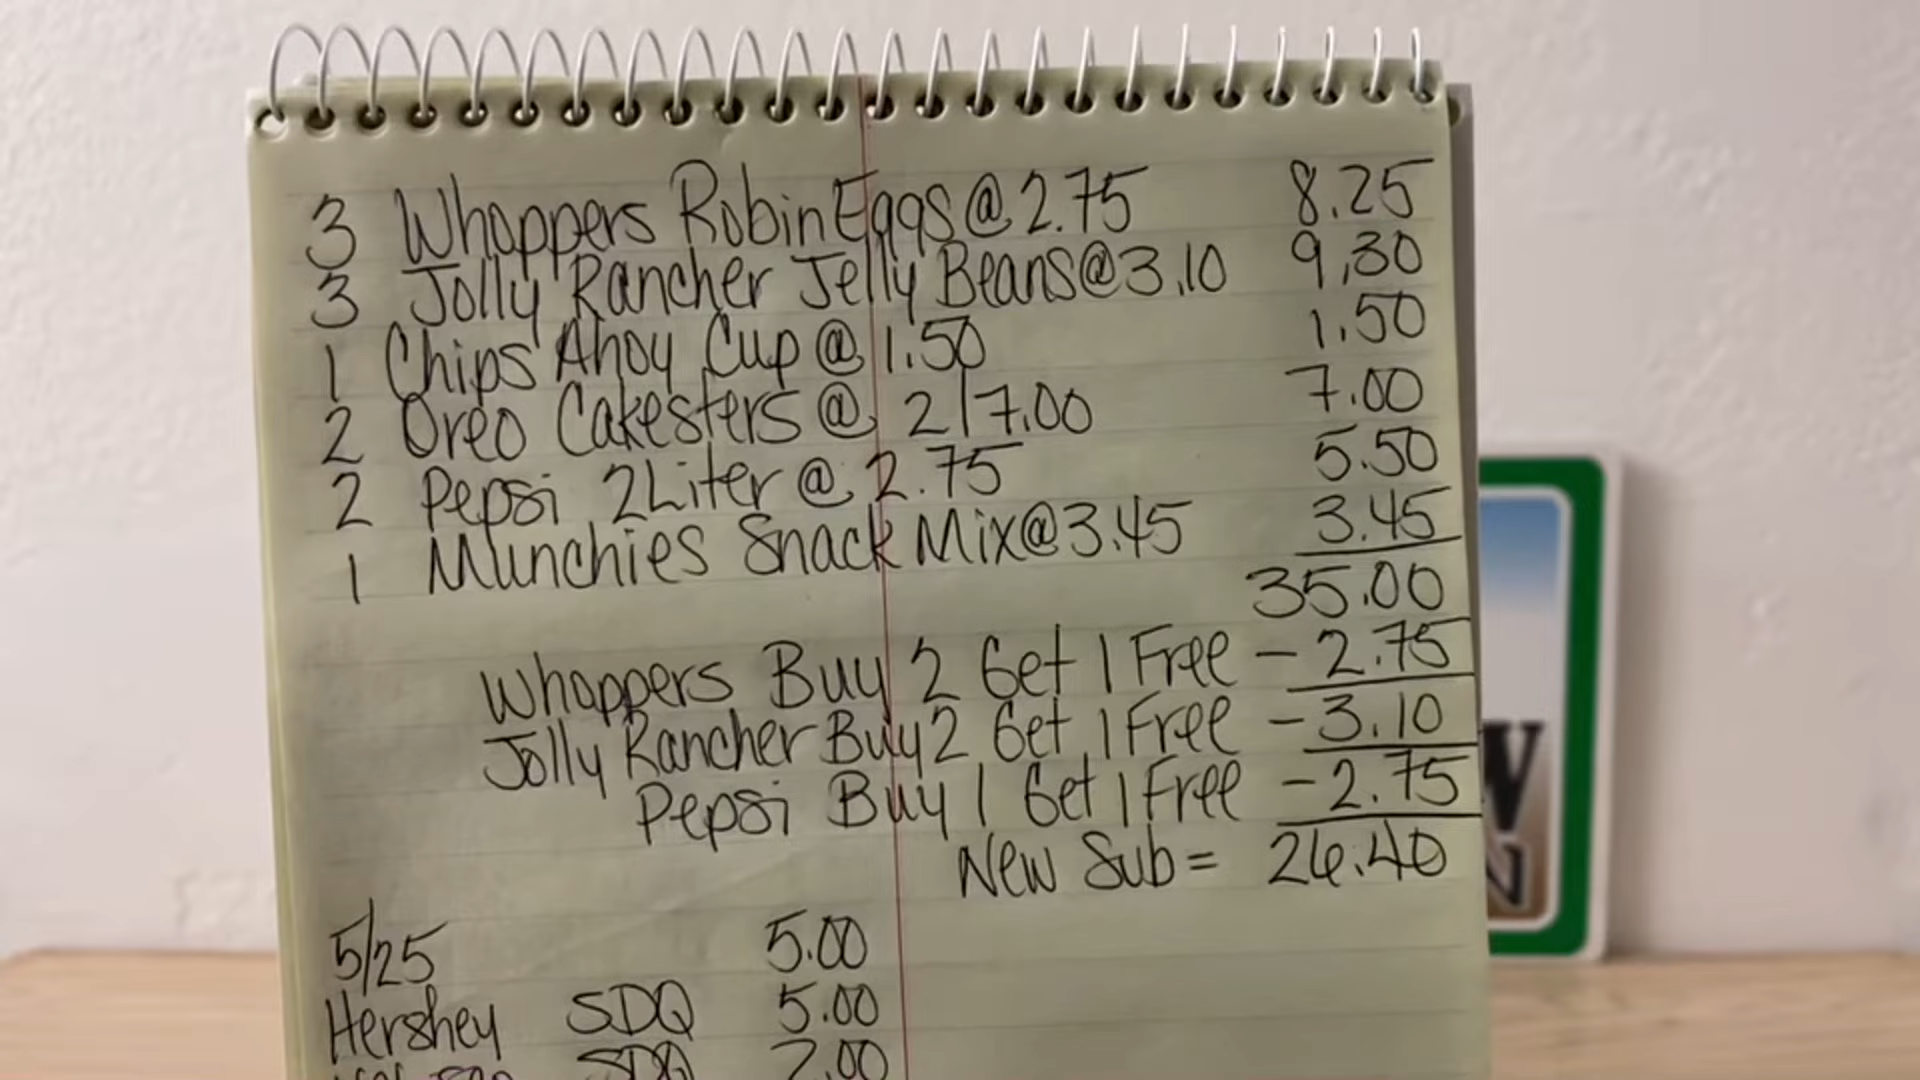 3 Whoppers Robin Eggs @ 2.75 8.25
3 Jolly Rancher Jelly Beans @ 3.10 9.30
1 Chips Ahoy Cup @ 1.50 1.50
2 Oreo Cakesters @ 2/7.00 7.00
2 Pepsi 2Liter @ 2.75 5.50
1 Munchies Snack Mix @ 3.45 3.45
35.00
Whoppers Buy 2 Get 1 Free - 2.75
Jolly Rancher Buy 2 Get 1 Free - 3.10
Pepsi Buy 1 Get 1 Free - 2.75
New Sub = 26.40
5/25 5.00
Hershey SDQ 5.00
SDQ 2.00